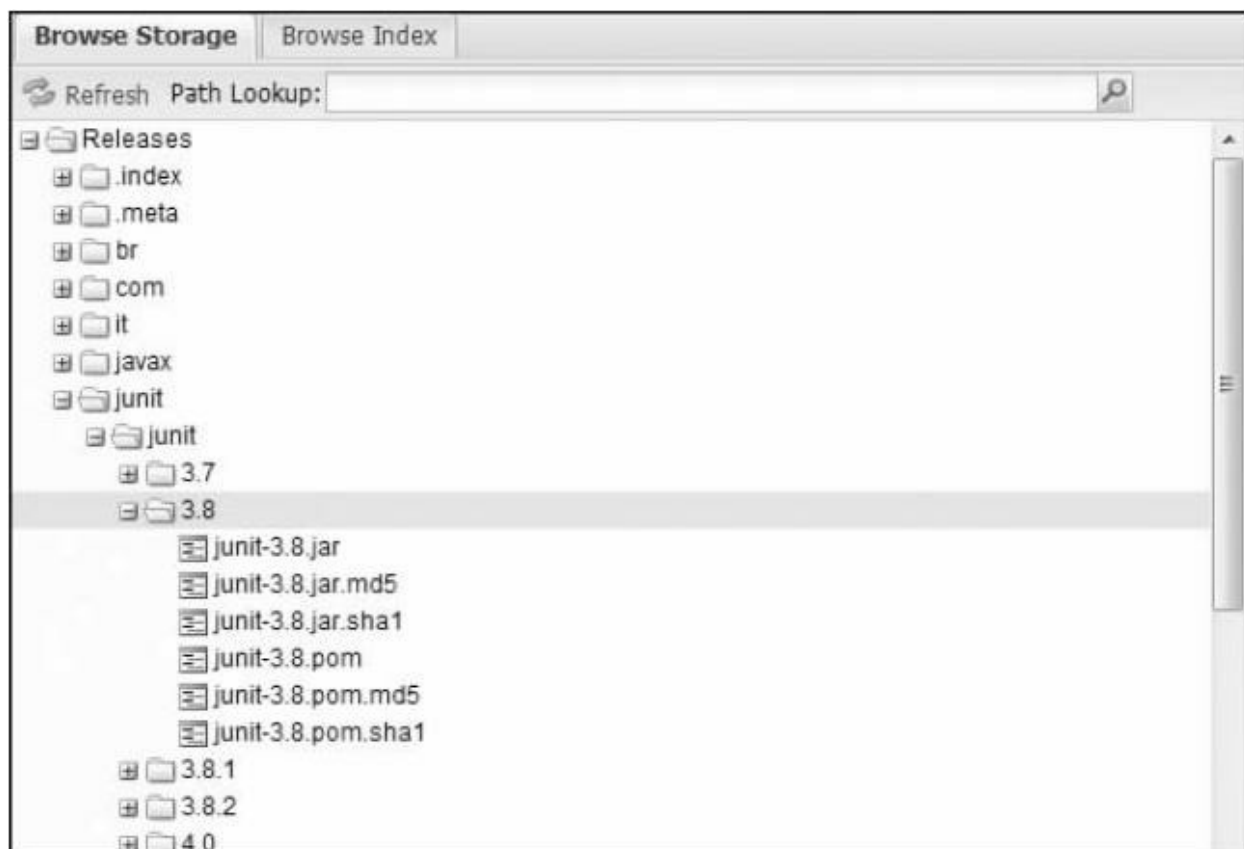 Browse Storage Browse Index
Refresh Path Lookup:
Releases
.index
.meta
br
com
it
javax
junit
junit
3.7
3.8
junit-3.8.jar
junit-3.8.jar.md5
junit-3.8.jar.sha1
junit-3.8.pom
junit-3.8.pom.md5
junit-3.8.pom.sha1
3.8.1
3.8.2
4.0